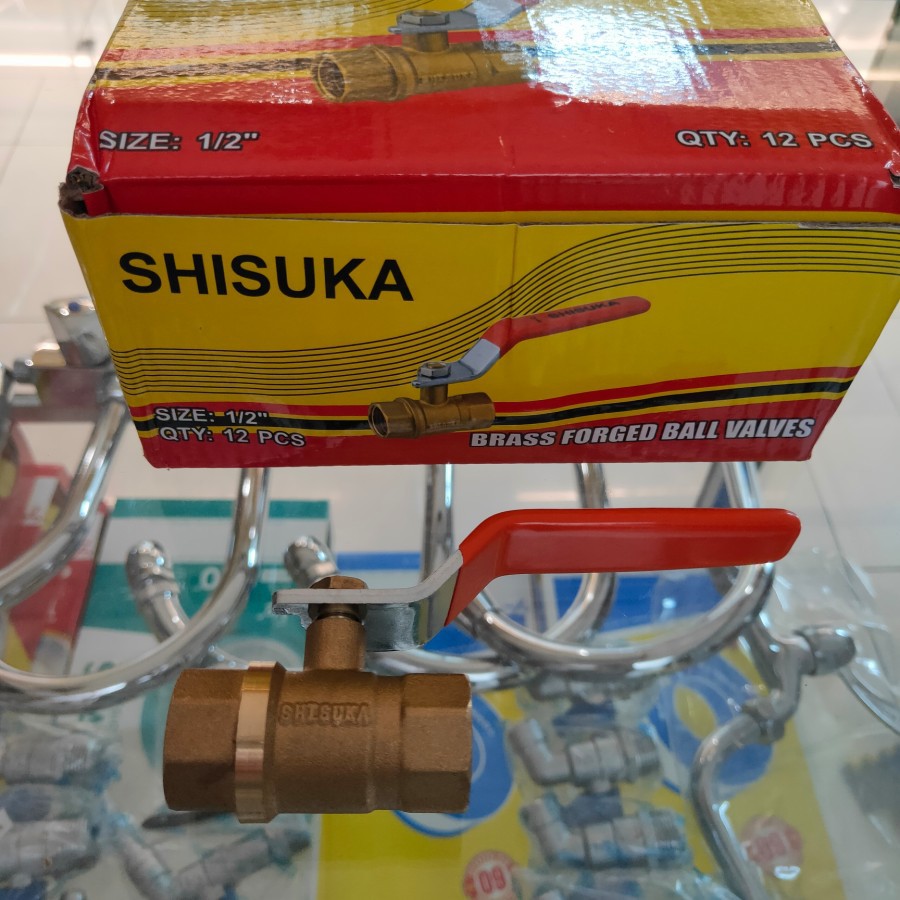 SIZE: 1/2"
QTY: 12 PCS
SHISUKA
SHISUKA
SIZE: 1/2"
QTY: 12 PCS
BRASS FORGED BALL VALVES
SHISUKA